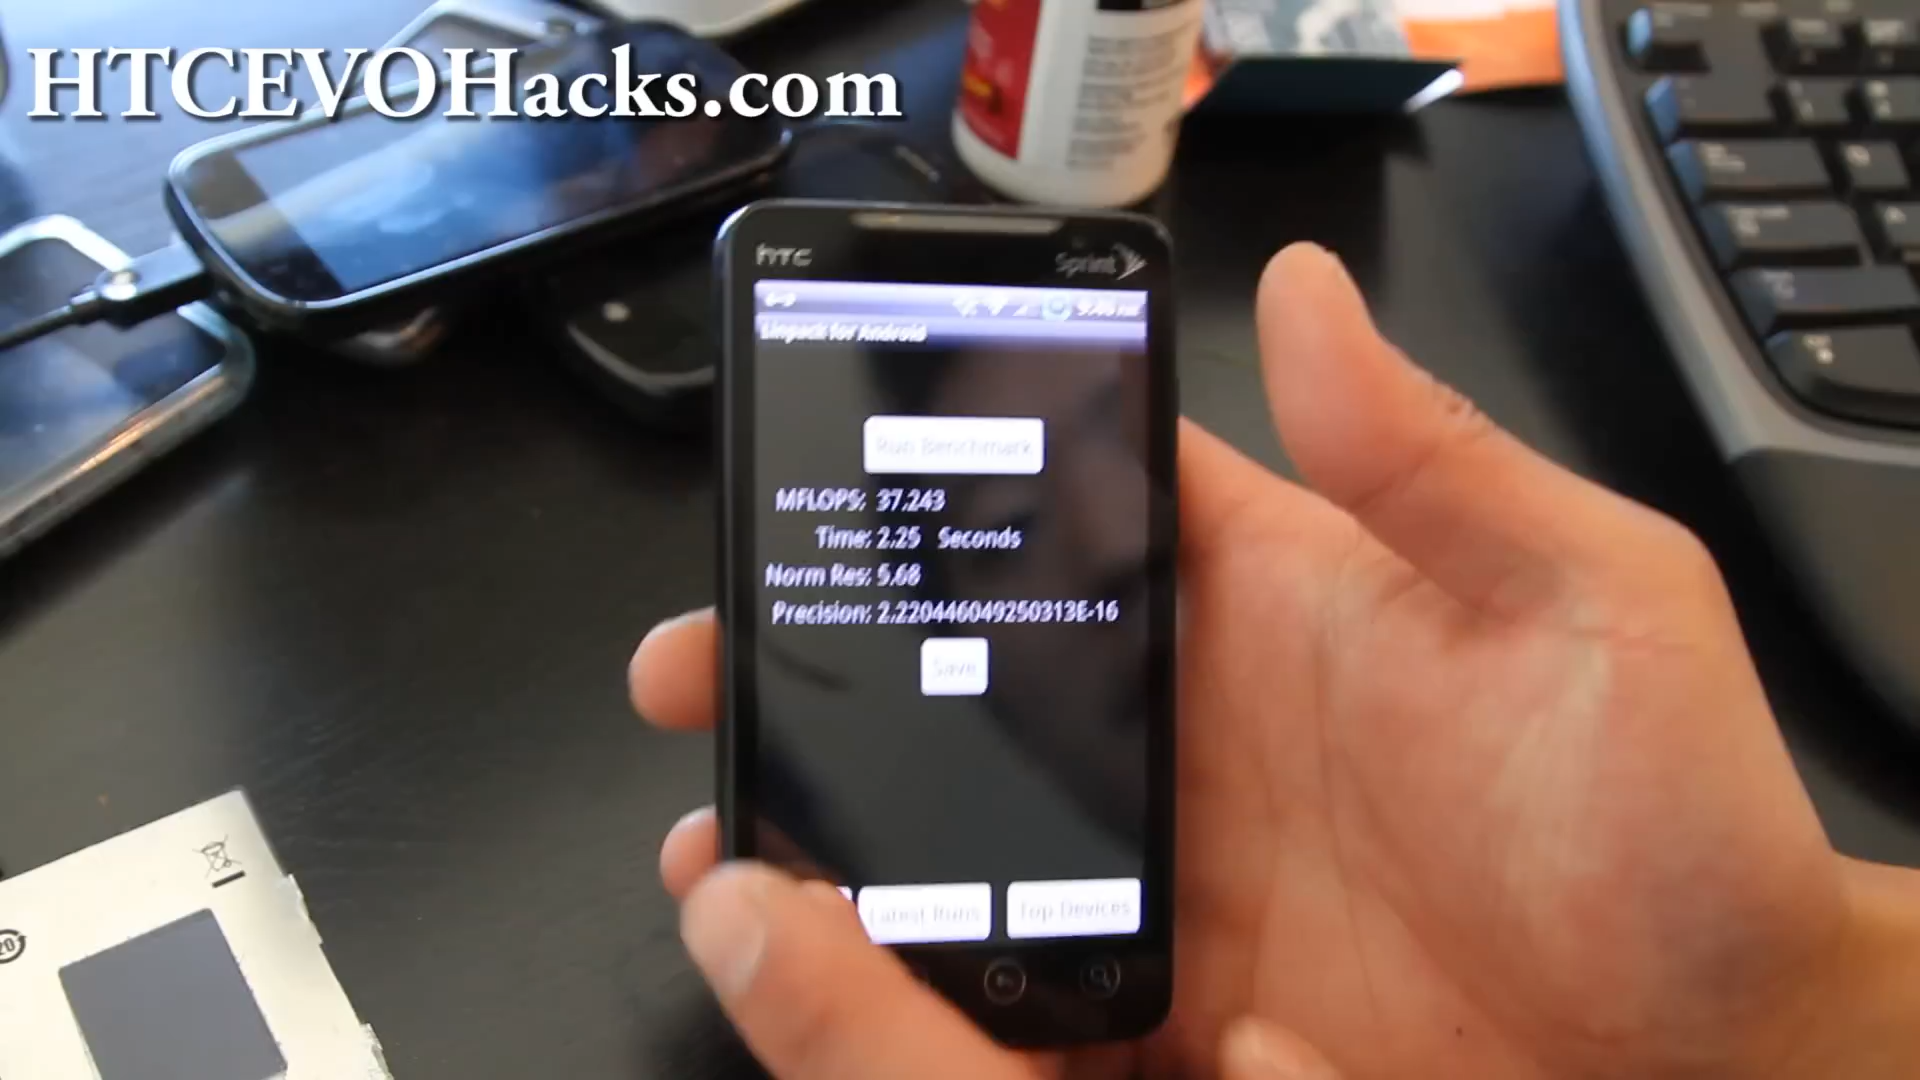 HTCEVOHacks.com
hTC
Sprint
Linpack for Android
Run Benchmark
MFLOPS: 37.243
Time: 2.25 Seconds
Norm Res: 5.68
Precision: 2.220446049250313E-16
Save
Latest Runs
Top Devices
20